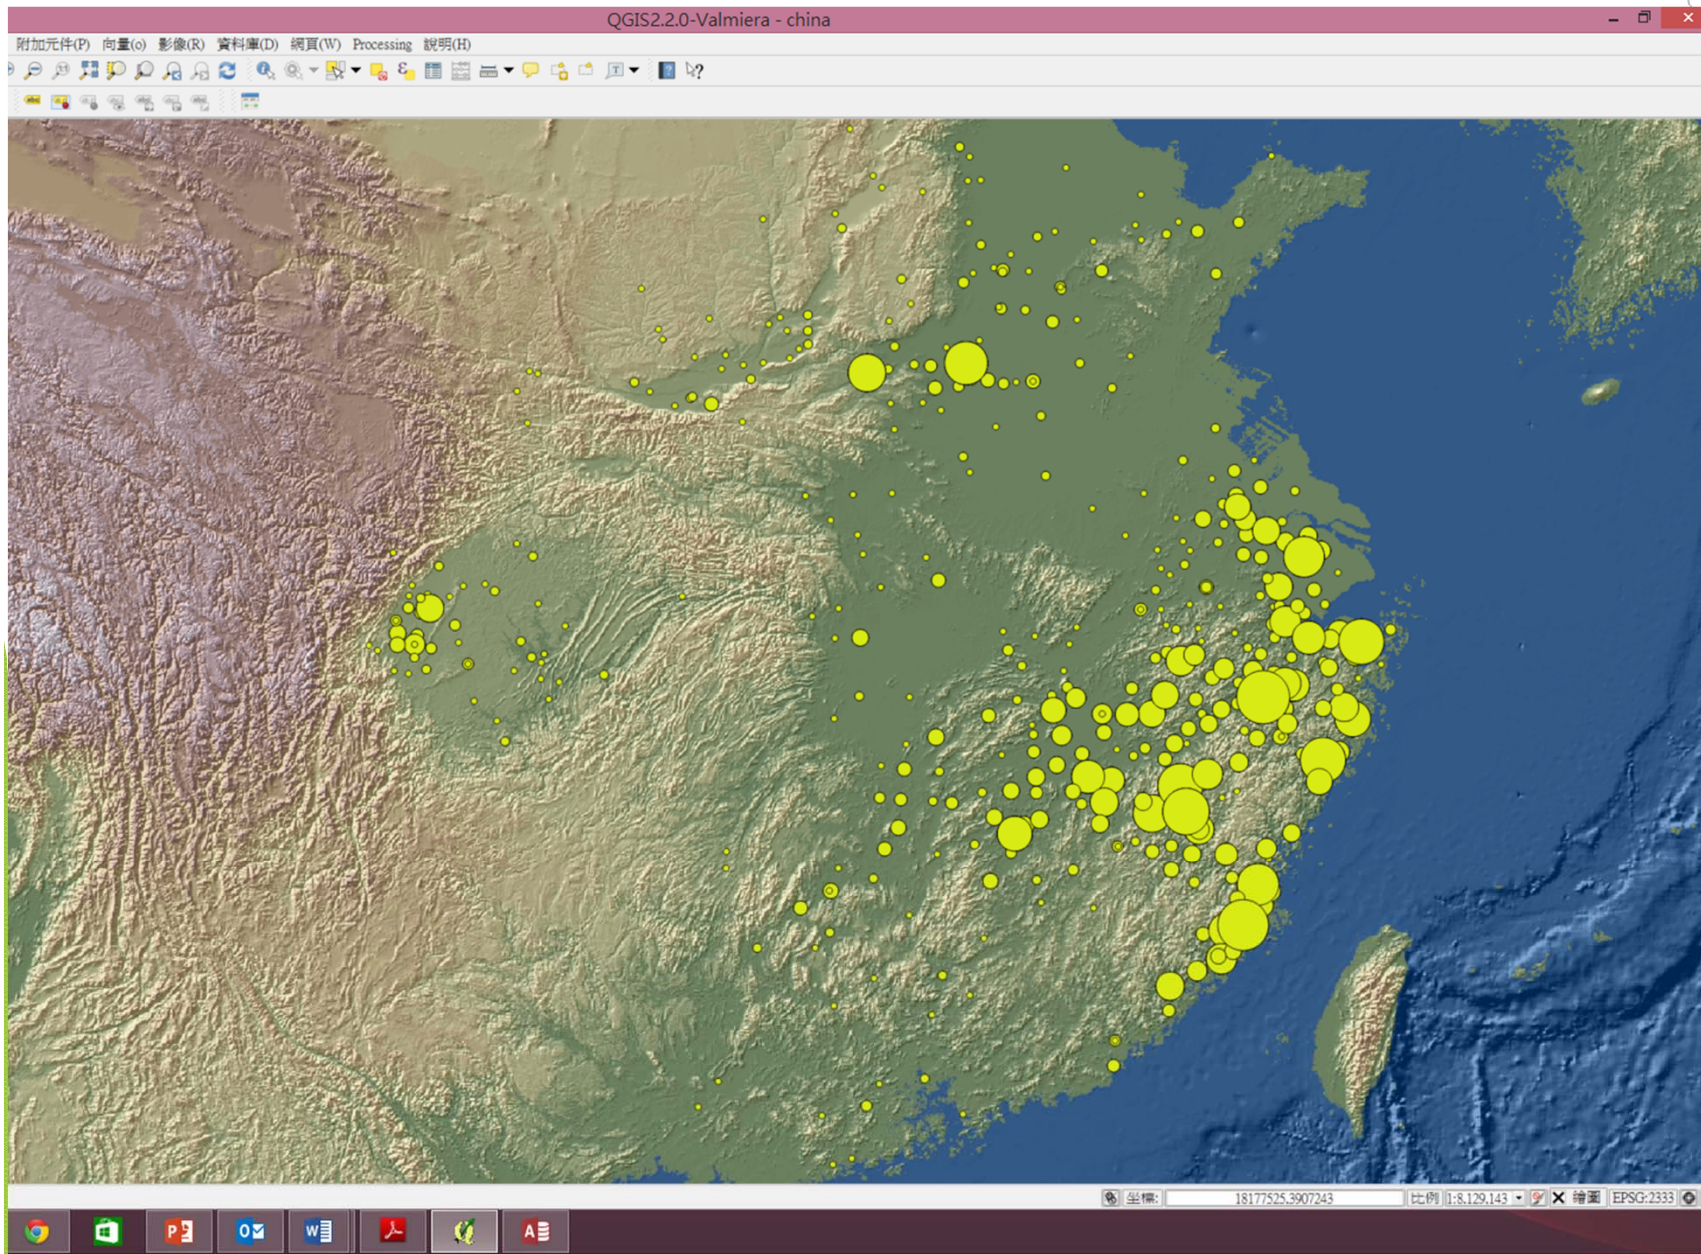 QGIS2.2.0-Valmiera - china
附加元件(P) 向量(o) 影像(R) 資料庫(D) 網頁(W) Processing 說明(H)
坐標: 18177525.3907243 比例 1:8,129,143 繪圖 EPSG:2333